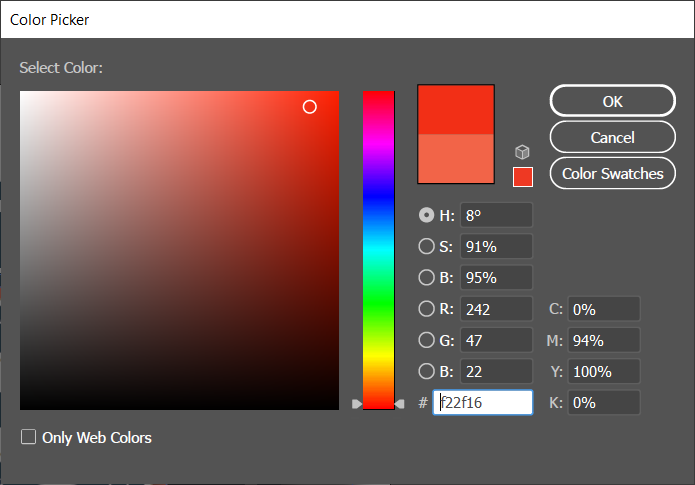 Color Picker
Select Color:
OK
Cancel
Color Swatches
H: 8°
S: 91%
B: 95%
R: 242
C: 0%
G: 47
M: 94%
B: 22
Y: 100%
# f22f16
K: 0%
Only Web Colors